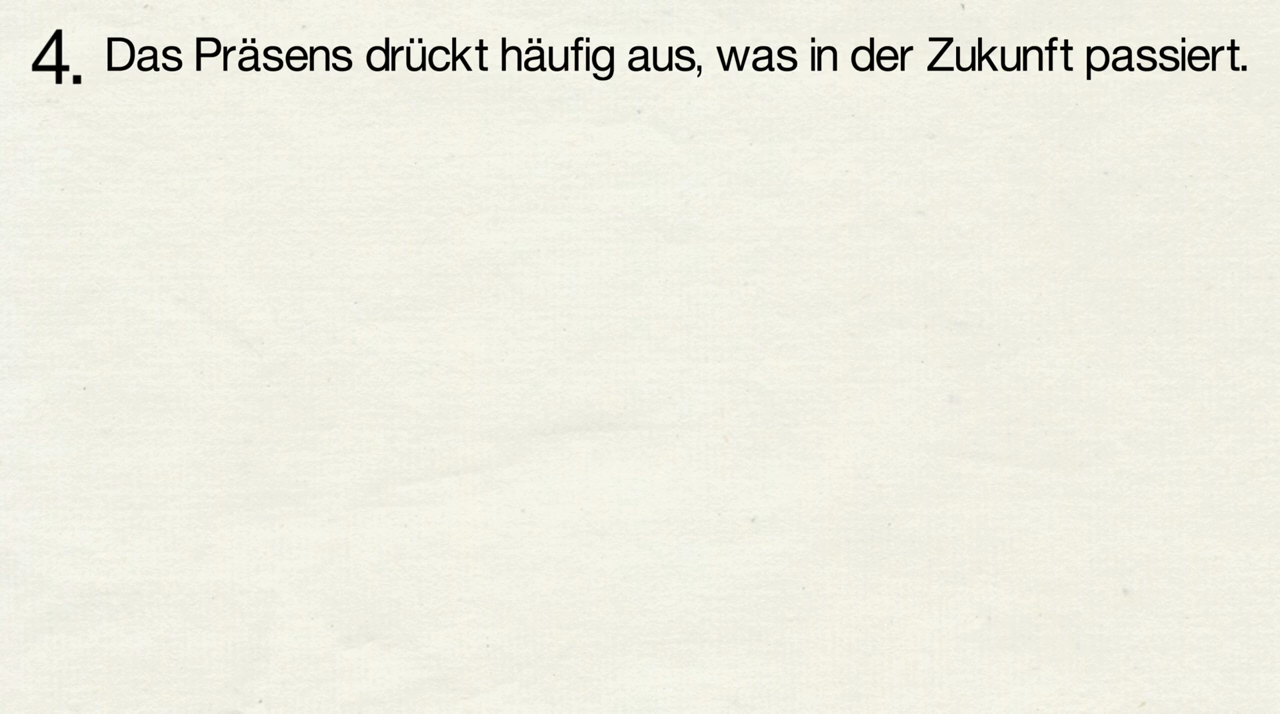 4. Das Präsens drückt häufig aus, was in der Zukunft passiert.